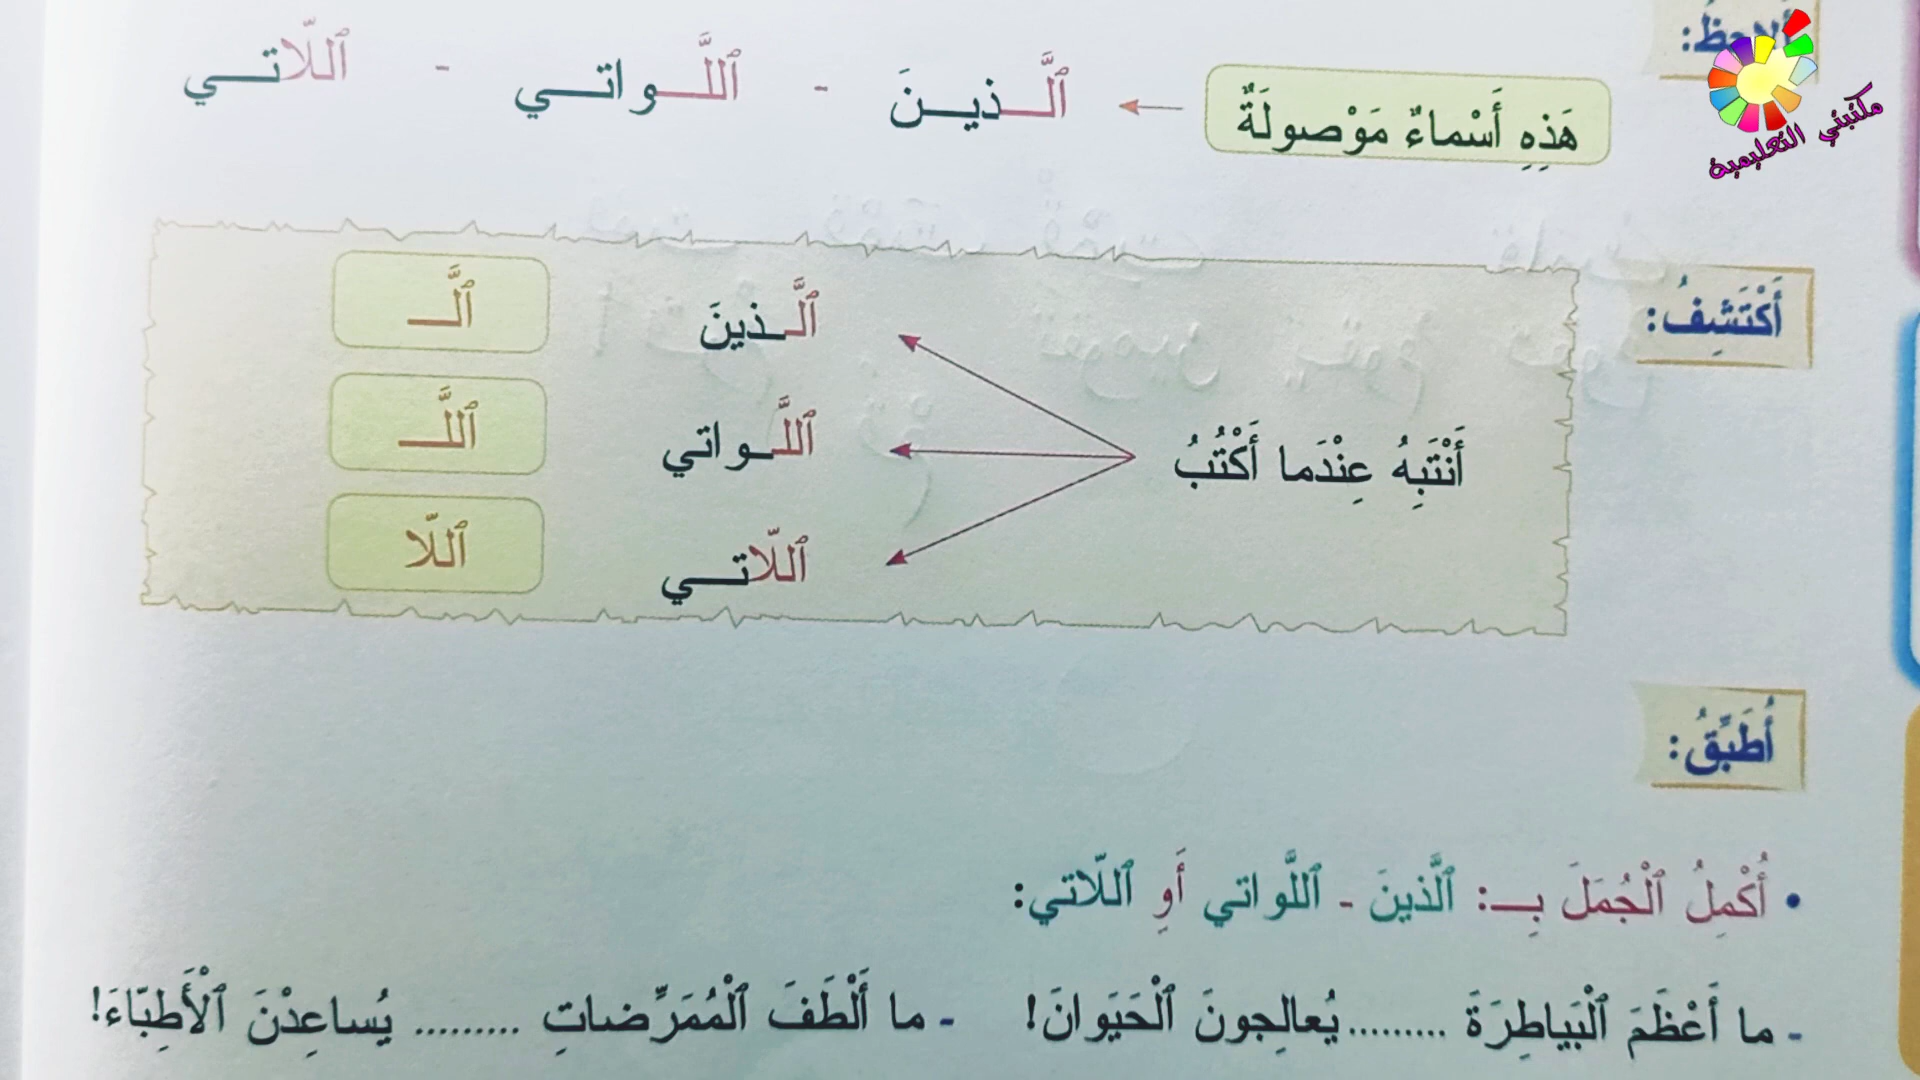 أُلاحِظُ:
مكتبتي التعليمية
هَذِهِ أَسْماءٌ مَوْصولَةٌ ← ٱلَّـذيـنَ - ٱللَّـواتـي - ٱللّاتـي
أَكْتَشِفُ:
أَنْتَبِهُ عِنْدَما أَكْتُبُ
ٱلَّـذينَ ٱلَّـ
ٱللَّـواتي ٱللَّـ
ٱللّاتـي ٱللّا
أُطَبِّقُ:
• أُكْمِلُ ٱلْجُمَلَ بِـ: ٱلَّذينَ - ٱللَّواتي أَوِ ٱللّاتي:
- ما أَعْظَمَ ٱلْبَياطِرَةَ ......... يُعالِجونَ ٱلْحَيَوانَ! - ما أَلْطَفَ ٱلْمُمَرِّضاتِ ......... يُساعِدْنَ ٱلْأَطِبّاءَ!